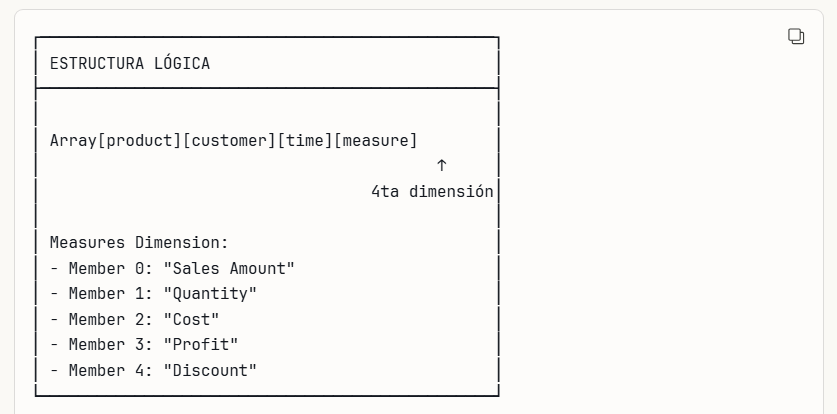 ESTRUCTURA LÓGICA
Array[product][customer][time][measure]
↑
4ta dimensión
Measures Dimension:
- Member 0: "Sales Amount"
- Member 1: "Quantity"
- Member 2: "Cost"
- Member 3: "Profit"
- Member 4: "Discount"